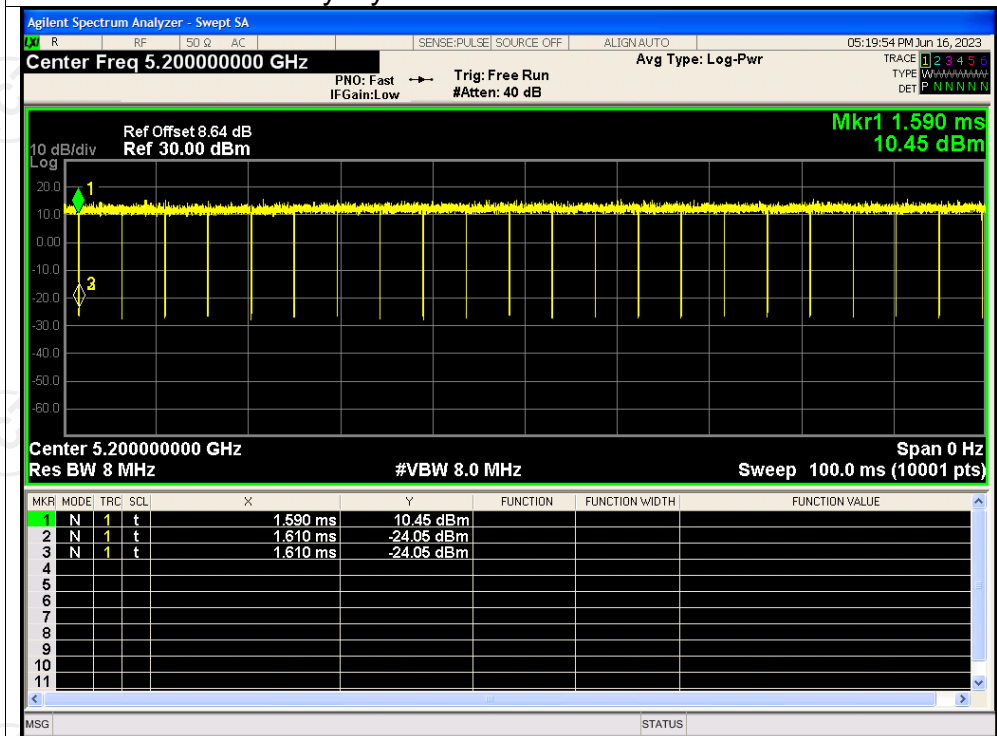 Agilent Spectrum Analyzer - Swept SA
LXI R RF 50 Ω AC SENSE:PULSE SOURCE OFF ALIGNAUTO 05:19:54 PM Jun 16, 2023
Center Freq 5.200000000 GHz
PNO: Fast
IFGain:Low
Trig: Free Run
#Atten: 40 dB
Avg Type: Log-Pwr
TRACE 1 2 3 4 5 6
TYPE WWWWWW
DET P N N N N N
Mkr1 1.590 ms
10.45 dBm
Ref Offset 8.64 dB
10 dB/div Ref 30.00 dBm
Log
20.0
1
10.0
0.00
-10.0
3
-20.0
-30.0
-40.0
-50.0
-60.0
Center 5.200000000 GHz Span 0 Hz
Res BW 8 MHz #VBW 8.0 MHz Sweep 100.0 ms (10001 pts)
MKR MODE TRC SCL X Y FUNCTION FUNCTION WIDTH FUNCTION VALUE
1 N 1 t 1.590 ms 10.45 dBm
2 N 1 t 1.610 ms -24.05 dBm
3 N 1 t 1.610 ms -24.05 dBm
4
5
6
7
8
9
10
11
MSG STATUS